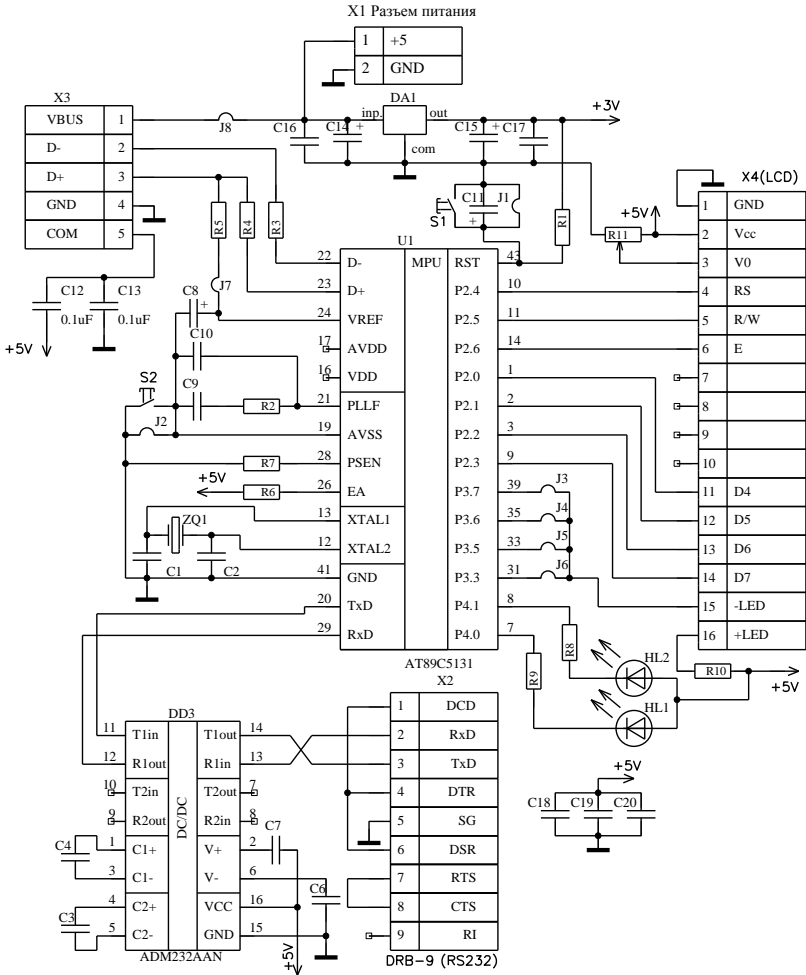 X1 Разъем питания
1 +5
2 GND
X3
VBUS 1
D- 2
D+ 3
GND 4
COM 5
J8
C16
C14 +
inp.
DA1
out
com
C15 +
C17
+3V
X4(LCD)
1 GND
2 Vcc
3 V0
4 RS
5 R/W
6 E
7
8
9
10
11 D4
12 D5
13 D6
14 D7
15 -LED
16 +LED
+5V
R11
S1
C11
+
J1
R1
R5
R4
R3
J7
C12
0.1uF
C13
0.1uF
+5V
C8
+
C10
C9
R2
S2
J2
R7
+5V
R6
ZQ1
C1
C2
U1
MPU
22 D-
23 D+
24 VREF
17 AVDD
16 VDD
21 PLLF
19 AVSS
28 PSEN
26 EA
13 XTAL1
12 XTAL2
41 GND
20 TxD
29 RxD
RST 43
P2.4 10
P2.5 11
P2.6 14
P2.0 1
P2.1 2
P2.2 3
P2.3 9
P3.7 39
P3.6 35
P3.5 33
P3.3 31
P4.1 8
P4.0 7
AT89C5131
J3
J4
J5
J6
R8
R9
HL2
HL1
R10
+5V
DD3
DC/DC
11 T1in
12 R1out
10 T2in
9 R2out
1 C1+
3 C1-
4 C2+
5 C2-
T1out 14
R1in 13
T2out 7
R2in 8
V+ 2
V- 6
VCC 16
GND 15
ADM232AAN
C4
C3
C7
C6
+5V
X2
1 DCD
2 RxD
3 TxD
4 DTR
5 SG
6 DSR
7 RTS
8 CTS
9 RI
DRB-9 (RS232)
+5V
C18
C19
C20